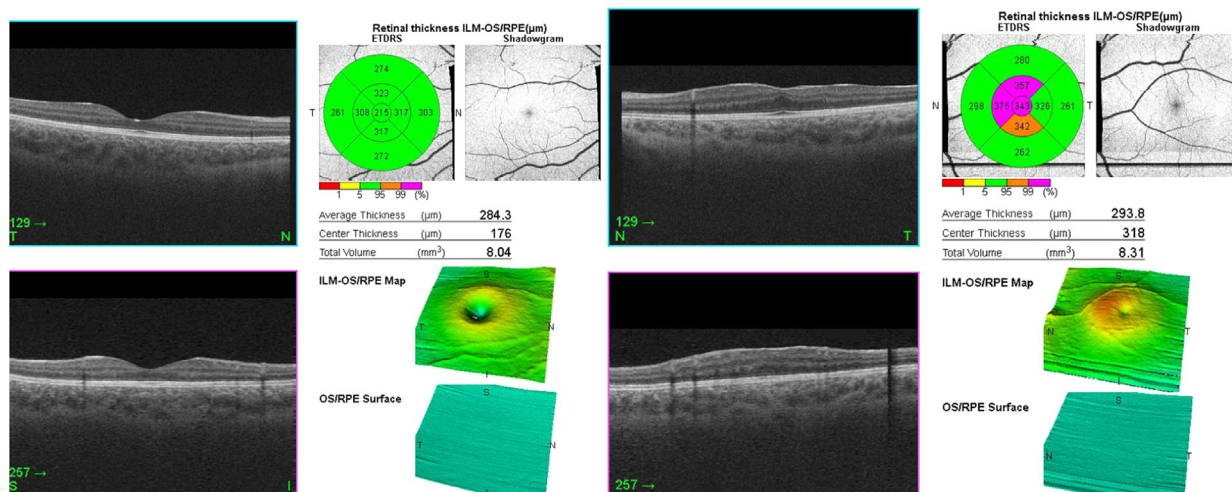 Retinal thickness ILM-OS/RPE(µm)
ETDRS Shadowgram
274
323
261 308 215 317 303
317
272
T N
1 5 95 99 (%)
Average Thickness (µm) 284.3
Center Thickness (µm) 176
Total Volume (mm³) 8.04
129 →
T N
ILM-OS/RPE Map
S
T N
I
OS/RPE Surface
S
T N
I
257 →
S I
Retinal thickness ILM-OS/RPE(µm)
ETDRS Shadowgram
280
357
298 375 343 326 261
342
262
N T
1 5 95 99 (%)
Average Thickness (µm) 293.8
Center Thickness (µm) 318
Total Volume (mm³) 8.31
129 →
N T
ILM-OS/RPE Map
S
N T
I
OS/RPE Surface
S
N T
257 →